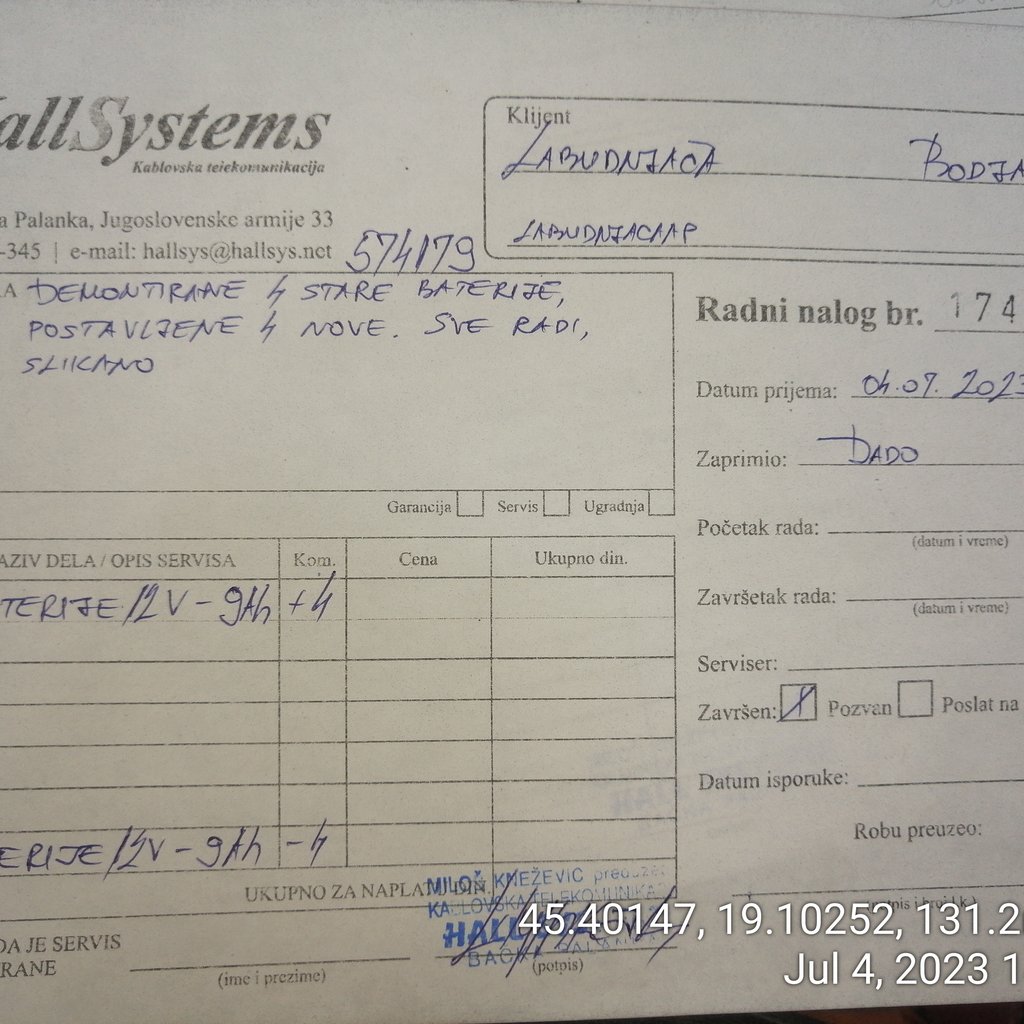 allSystems
Kablovska telekomunikacija
a Palanka, Jugoslovenske armije 33
-345 | e-mail: hallsys@hallsys.net
574179
Klijent
LABUDNJAČA BODJA
LABUDNJACAAP
A DEMONTIRANE 4 STARE BATERIJE,
POSTAVLJENE 4 NOVE. SVE RADI,
SLIKANO
Garancija Servis Ugradnja
Radni nalog br. 174
Datum prijema: 04.07.2023
Zaprimio: DADO
Početak rada:
(datum i vreme)
Završetak rada:
(datum i vreme)
Serviser:
Završen: X Pozvan Poslat na
Datum isporuke:
Robu preuzeo:
AZIV DELA / OPIS SERVISA Kom. Cena Ukupno din.
TERIJE 12V - 9Ah +4
ERIJE 12V - 9Ah -4
UKUPNO ZA NAPLATU DIN.
MILOŠ KNEŽEVIĆ preduzeć
KABLOVSKA TELEKOMUNIKA
HALL
BAČKA PALANKA
DA JE SERVIS
RANE
(ime i prezime)
(potpis)
45.40147, 19.10252, 131.2
Jul 4, 2023 1